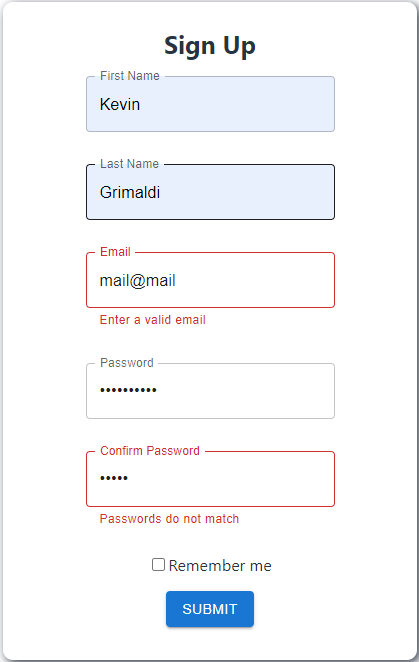 Sign Up
First Name
Kevin
Last Name
Grimaldi
Email
mail@mail
Enter a valid email
Password
••••••••••
Confirm Password
•••••
Passwords do not match
Remember me
SUBMIT